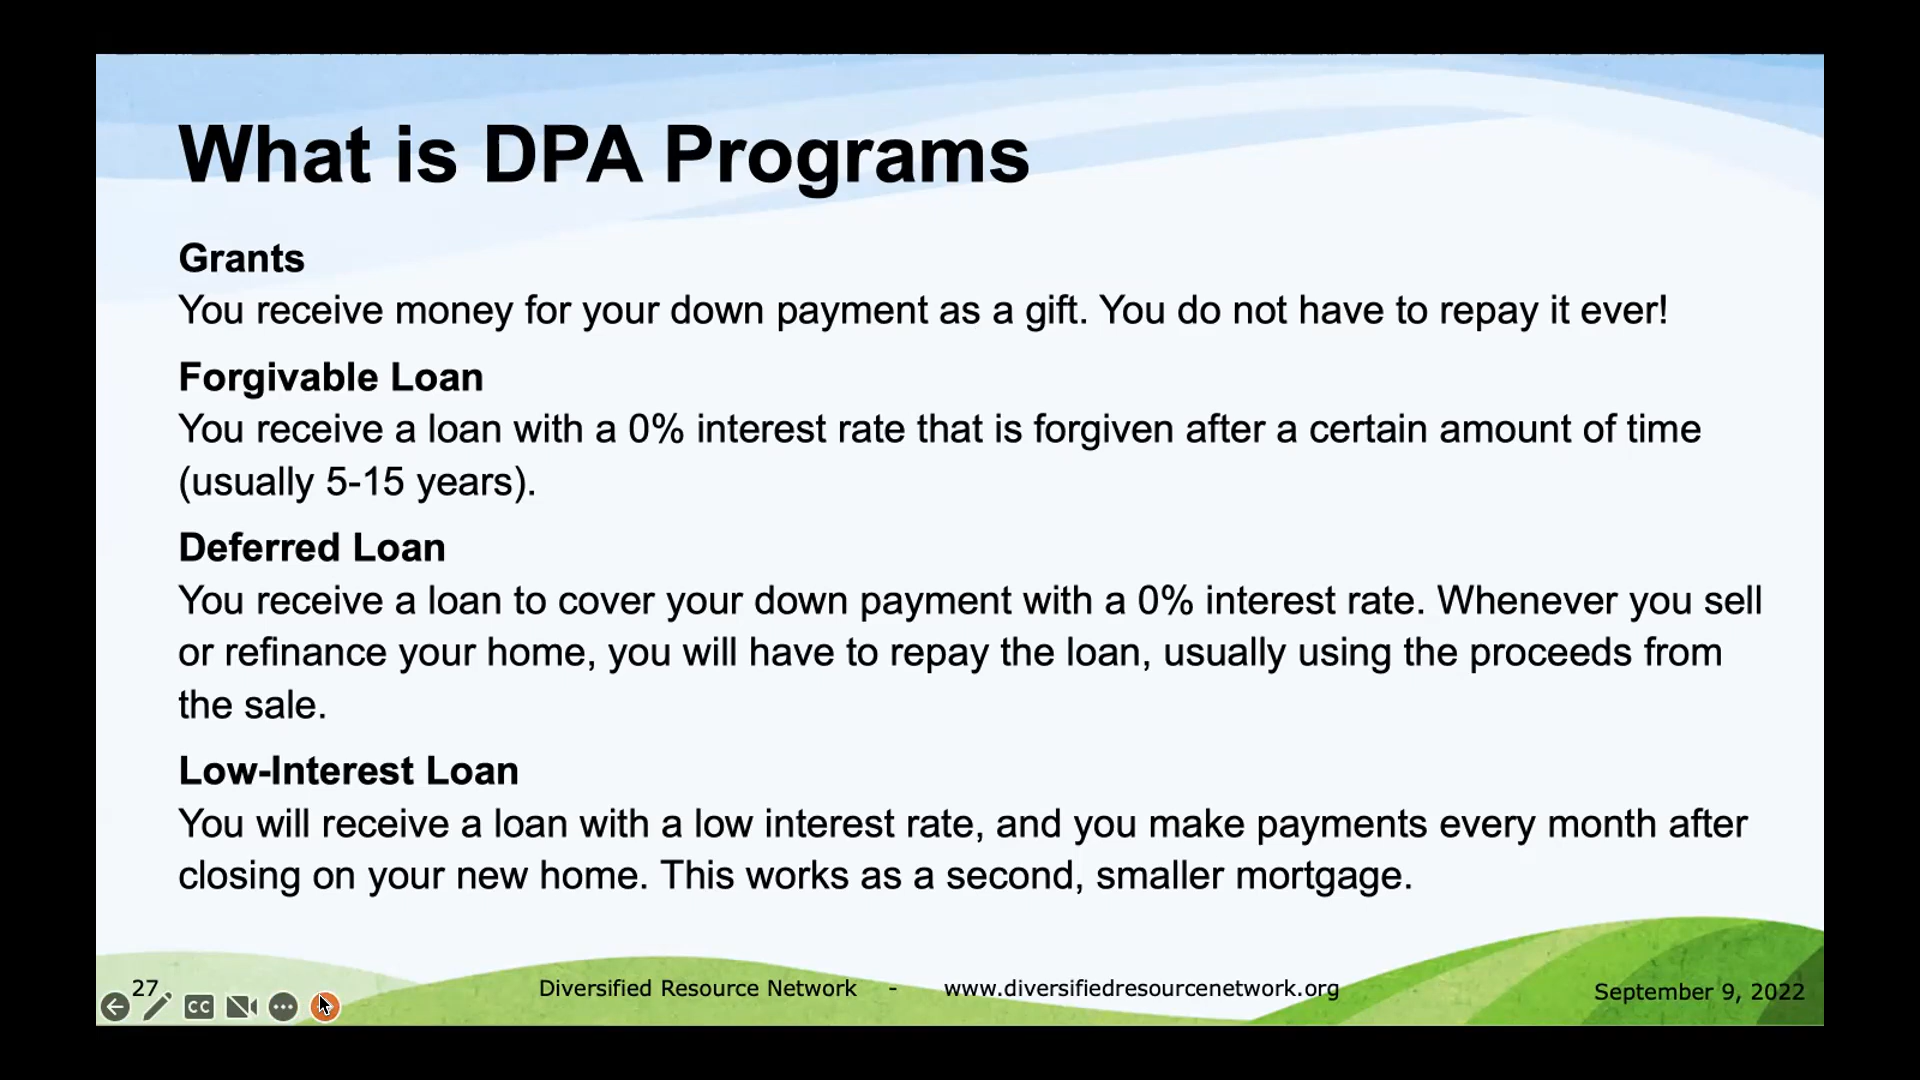 What is DPA Programs
Grants
You receive money for your down payment as a gift. You do not have to repay it ever!
Forgivable Loan
You receive a loan with a 0% interest rate that is forgiven after a certain amount of time
(usually 5-15 years).
Deferred Loan
You receive a loan to cover your down payment with a 0% interest rate. Whenever you sell
or refinance your home, you will have to repay the loan, usually using the proceeds from
the sale.
Low-Interest Loan
You will receive a loan with a low interest rate, and you make payments every month after
closing on your new home. This works as a second, smaller mortgage.
27
CC
Diversified Resource Network - www.diversifiedresourcenetwork.org
September 9, 2022